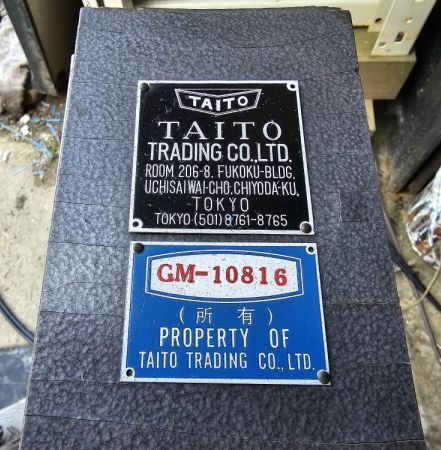 TAITO
TAITO
TRADING CO.,LTD.
ROOM 206-8, FUKOKU-BLDG,
UCHISAIWAI-CHO,CHIYODA-KU,
TOKYO
TOKYO (501) 8761-8765
GM-10816
(所有)
PROPERTY OF
TAITO TRADING CO., LTD.